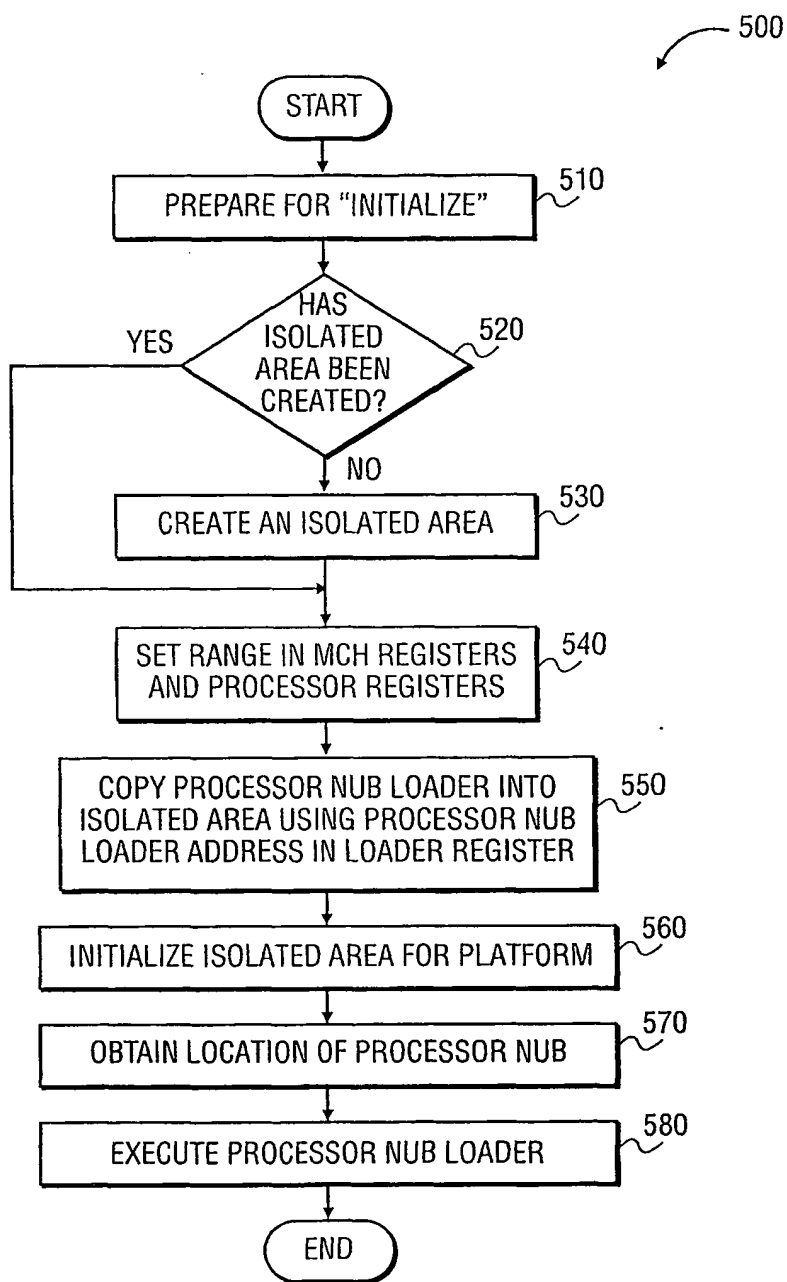 500
START
PREPARE FOR “INITIALIZE”
510
HAS
ISOLATED
AREA BEEN
CREATED?
520
YES
NO
CREATE AN ISOLATED AREA
530
SET RANGE IN MCH REGISTERS
AND PROCESSOR REGISTERS
540
COPY PROCESSOR NUB LOADER INTO
ISOLATED AREA USING PROCESSOR NUB
LOADER ADDRESS IN LOADER REGISTER
550
INITIALIZE ISOLATED AREA FOR PLATFORM
560
OBTAIN LOCATION OF PROCESSOR NUB
570
EXECUTE PROCESSOR NUB LOADER
580
END